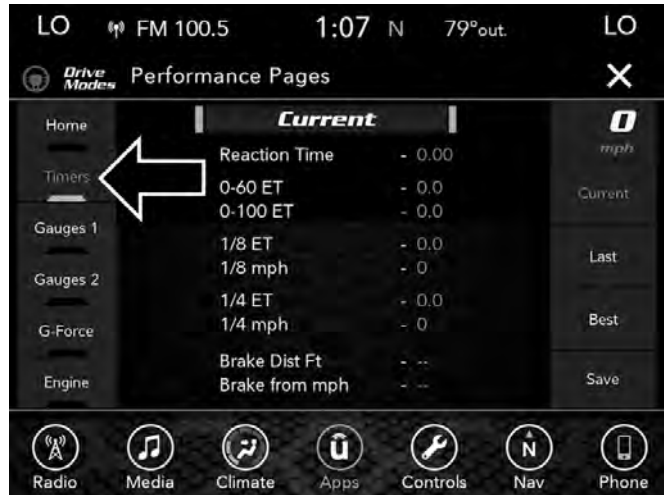 LO FM 100.5 1:07 N 79°out. LO
Drive Modes Performance Pages
Home
Timers
Gauges 1
Gauges 2
G-Force
Engine
Current
Reaction Time - 0.00
0-60 ET - 0.0
0-100 ET - 0.0
1/8 ET - 0.0
1/8 mph - 0
1/4 ET - 0.0
1/4 mph - 0
Brake Dist Ft - --
Brake from mph - --
0
mph
Current
Last
Best
Save
Radio Media Climate Apps Controls Nav Phone